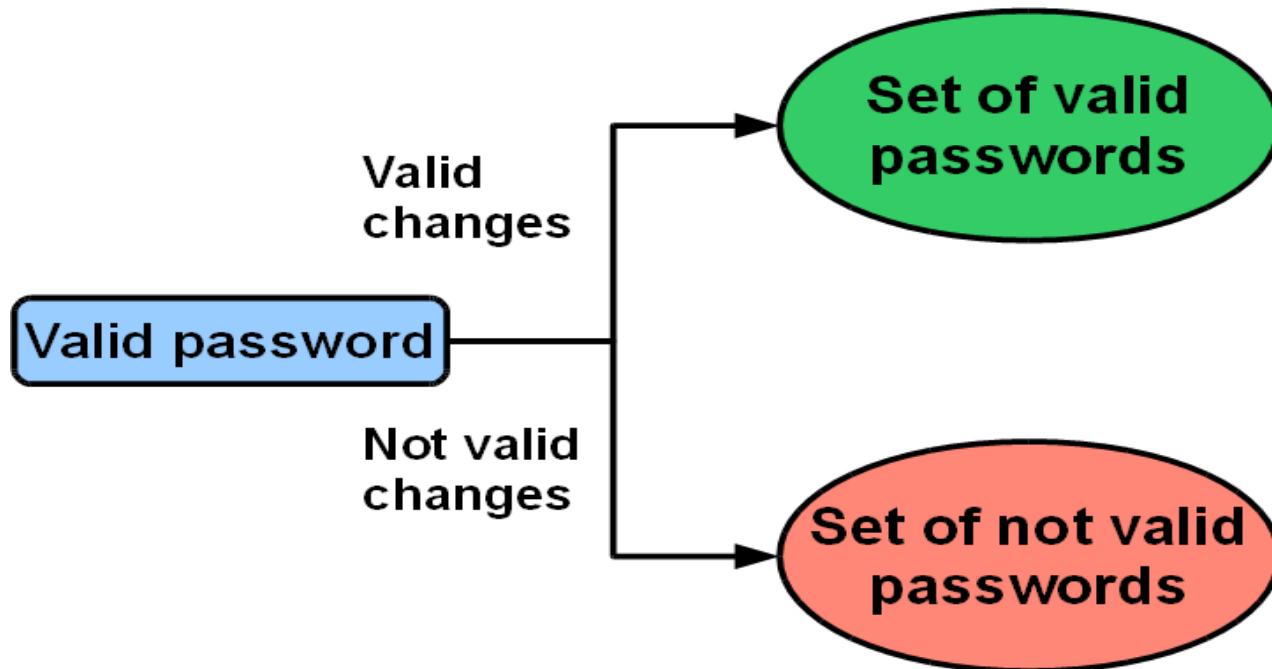 Set of valid
passwords
Valid
changes
Valid password
Not valid
changes
Set of not valid
passwords